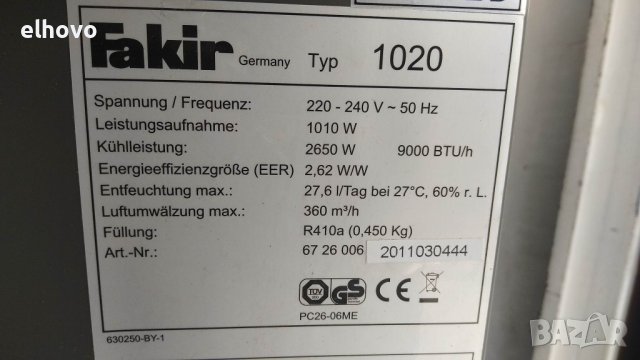 elhovo
Fakir Germany Typ 1020
Spannung / Frequenz: 220 - 240 V ~ 50 Hz
Leistungsaufnahme: 1010 W
Kühlleistung: 2650 W 9000 BTU/h
Energieeffizienzgröße (EER) 2,62 W/W
Entfeuchtung max.: 27,6 l/Tag bei 27°C, 60% r. L.
Luftumwälzung max.: 360 m³/h
Füllung: R410a (0,450 Kg)
Art.-Nr.: 67 26 006 2011030444
TÜV GS CE
PC26-06ME
630250-BY-1
BAZAR